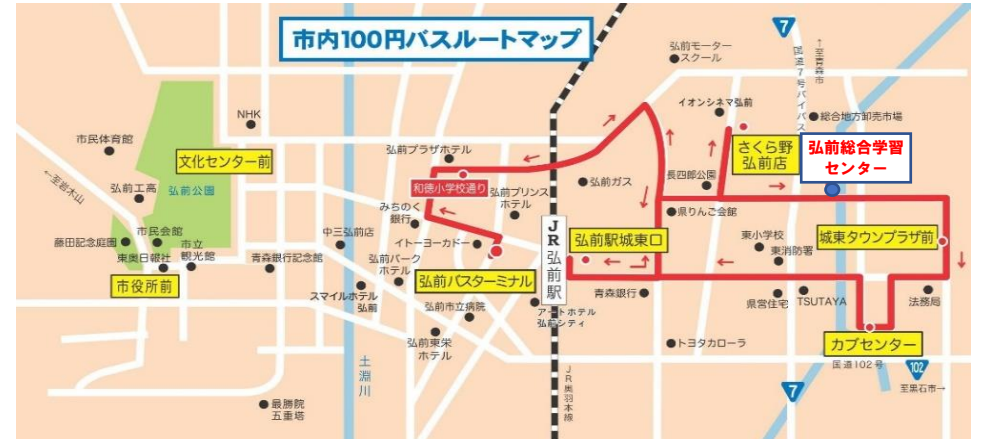 市内100円バスルートマップ
7
弘前モーター
スクール
国道7号バイパス
←至青森市
イオンシネマ弘前
総合地方卸売市場
NHK
市民体育館
文化センター前
弘前プラザホテル
さくら野
弘前店
弘前総合学習
センター
←至岩木山
弘前工高
弘前公園
和徳小学校通り
弘前プリンス
ホテル
弘前ガス
長四郎公園
みちのく
銀行
県りんご会館
市民会館
藤田記念庭園
市立
観光館
東奥日報社
中三弘前店
イトーヨーカドー
JR弘前駅
弘前駅城東口
東小学校
東消防署
城東タウンプラザ前
青森銀行記念館
弘前パーク
ホテル
弘前バスターミナル
市役所前
スマイルホテル
弘前
弘前市立病院
アートホテル
弘前シティ
青森銀行
県営住宅
TSUTAYA
法務局
弘前東栄
ホテル
トヨタカローラ
カブセンター
国道102号
102
至黒石市→
土淵川
JR奥羽本線
7
最勝院
五重塔